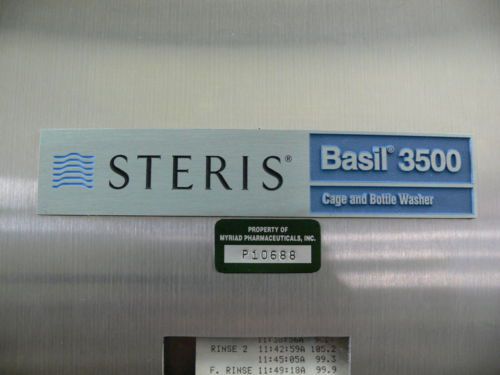 STERIS®
Basil® 3500
Cage and Bottle Washer
PROPERTY OF
MYRIAD PHARMACEUTICALS, INC.
P10688
RINSE 2 11:42:59A 105.2
11:45:05A 99.3
F. RINSE 11:49:18A 99.9